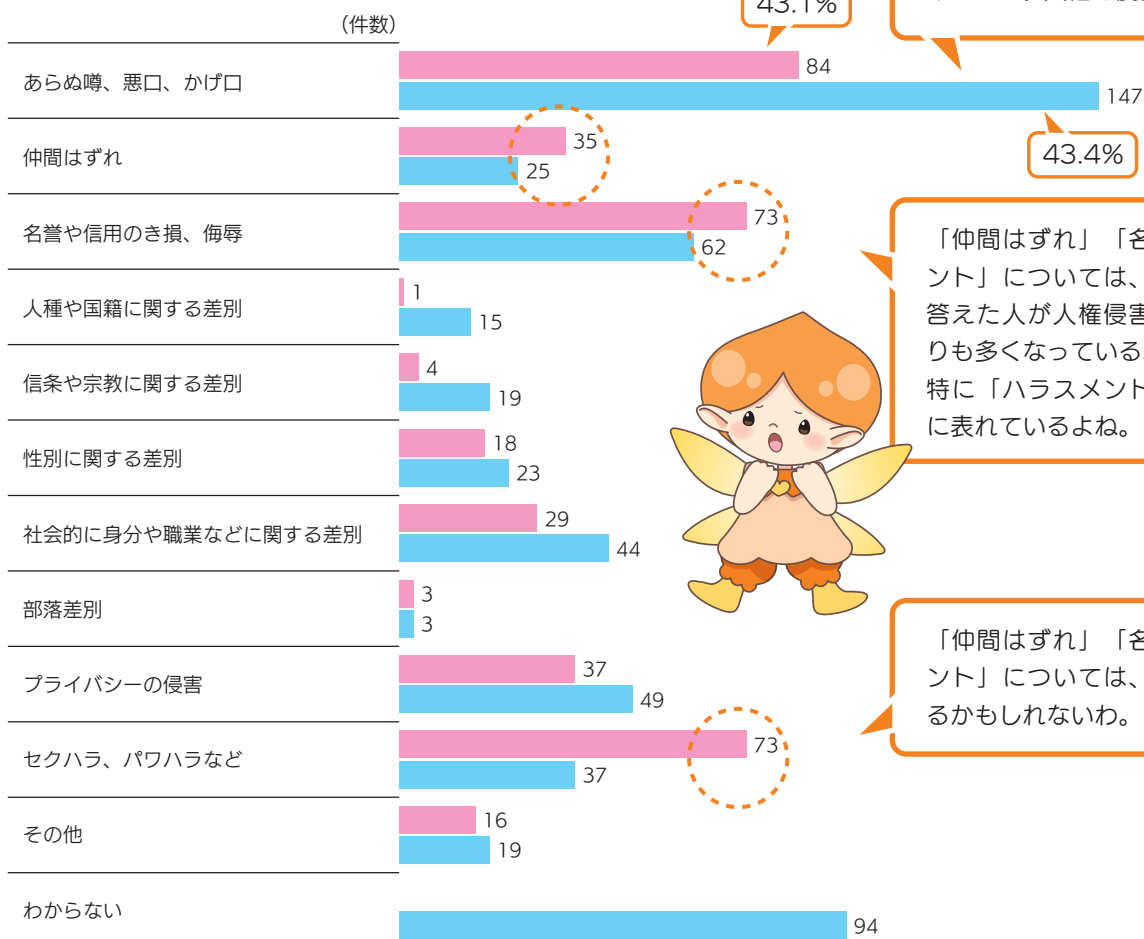 (件数)
43.1%
あらぬ噂、悪口、かげ口
84
147
43.4%
仲間はずれ
35
25
名誉や信用のき損、侮辱
73
62
「仲間はずれ」「名
ント」については、
答えた人が人権侵害
りも多くなっている
特に「ハラスメント
に表れているよね。
人種や国籍に関する差別
1
15
信条や宗教に関する差別
4
19
性別に関する差別
18
23
社会的に身分や職業などに関する差別
29
44
部落差別
3
3
「仲間はずれ」「名
ント」については、
るかもしれないわ。
プライバシーの侵害
37
49
セクハラ、パワハラなど
73
37
その他
16
19
わからない
94